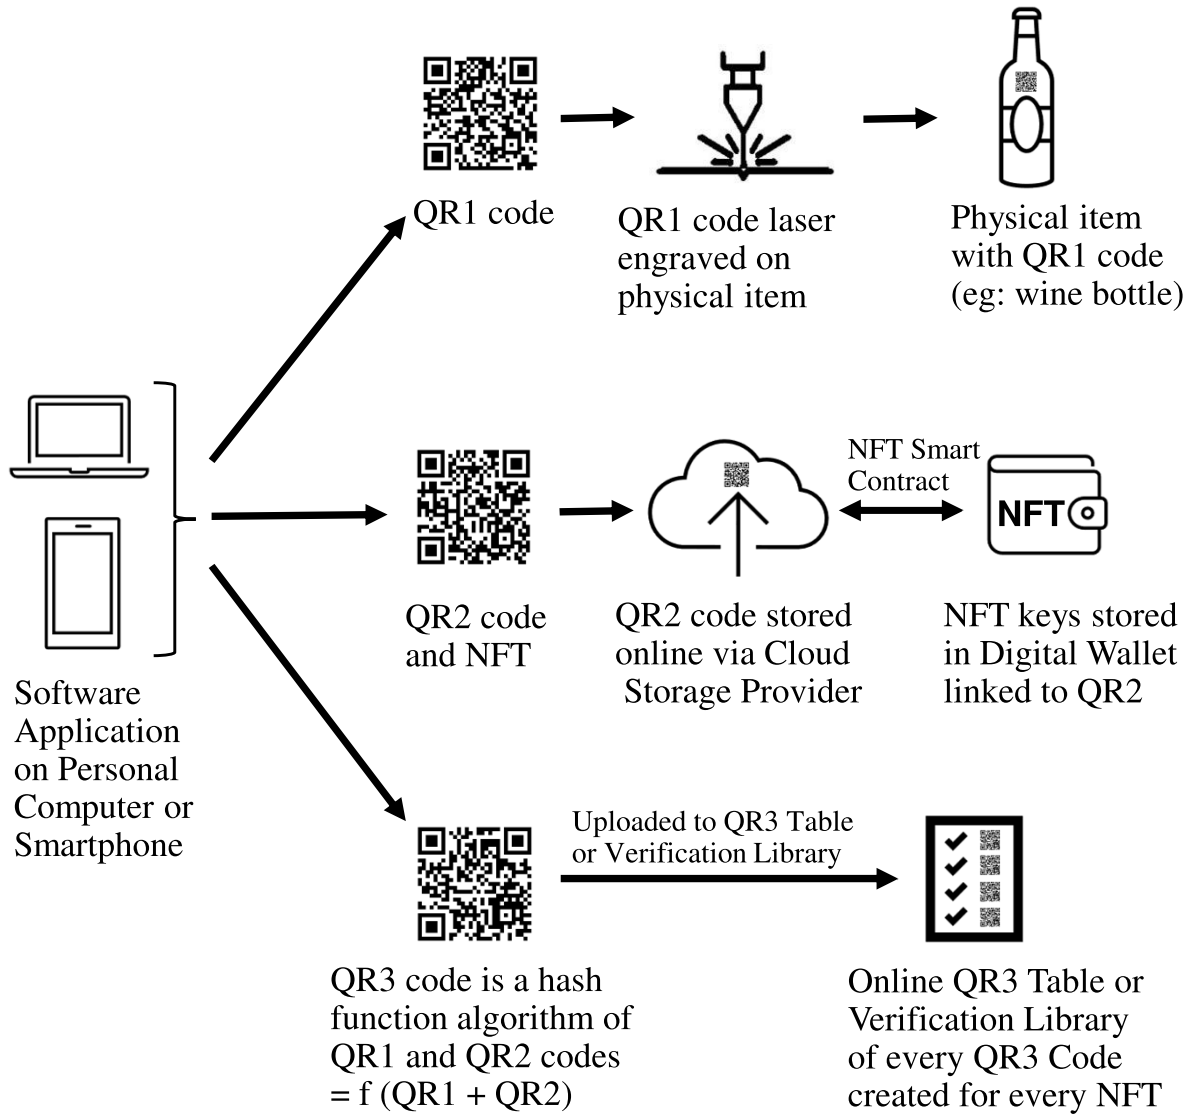 QR1 code
QR1 code laser
engraved on
physical item
Physical item
with QR1 code
(eg: wine bottle)
Software
Application
on Personal
Computer or
Smartphone
QR2 code
and NFT
QR2 code stored
online via Cloud
Storage Provider
NFT Smart
Contract
NFT
NFT keys stored
in Digital Wallet
linked to QR2
QR3 code is a hash
function algorithm of
QR1 and QR2 codes
= f (QR1 + QR2)
Uploaded to QR3 Table
or Verification Library
Online QR3 Table or
Verification Library
of every QR3 Code
created for every NFT